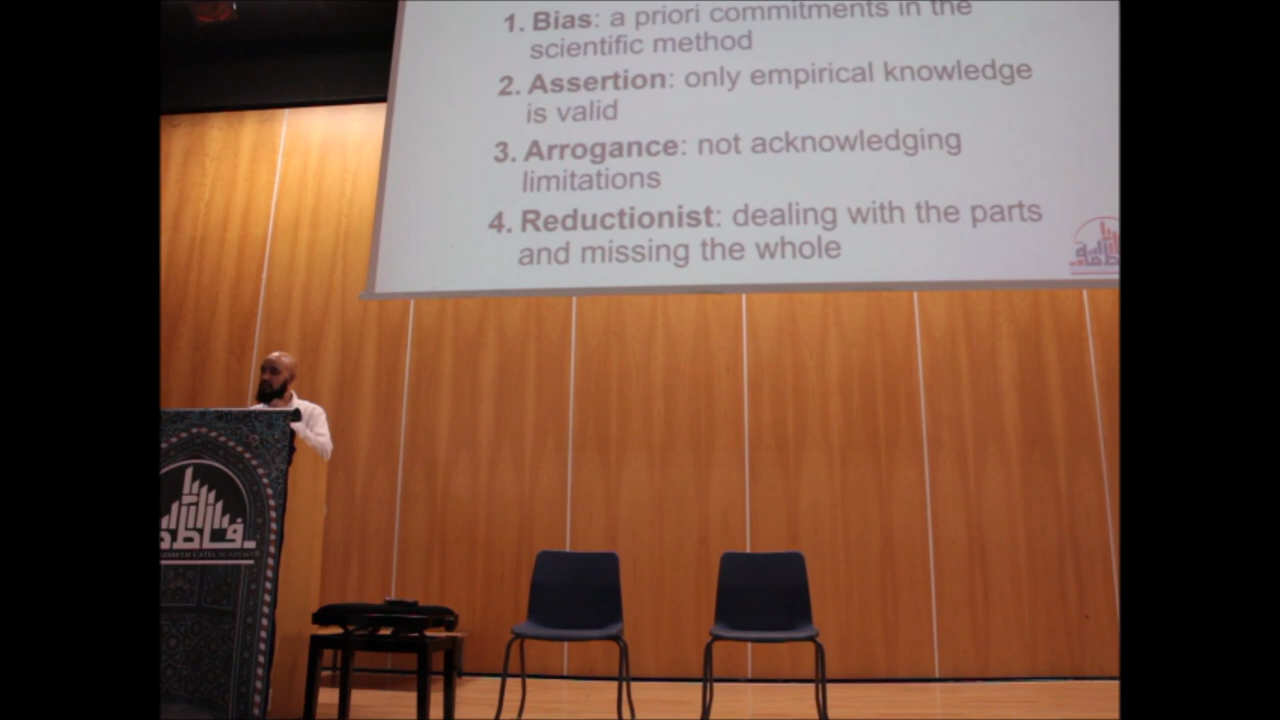 1. Bias: a priori commitments in the
scientific method
2. Assertion: only empirical knowledge
is valid
3. Arrogance: not acknowledging
limitations
4. Reductionist: dealing with the parts
and missing the whole